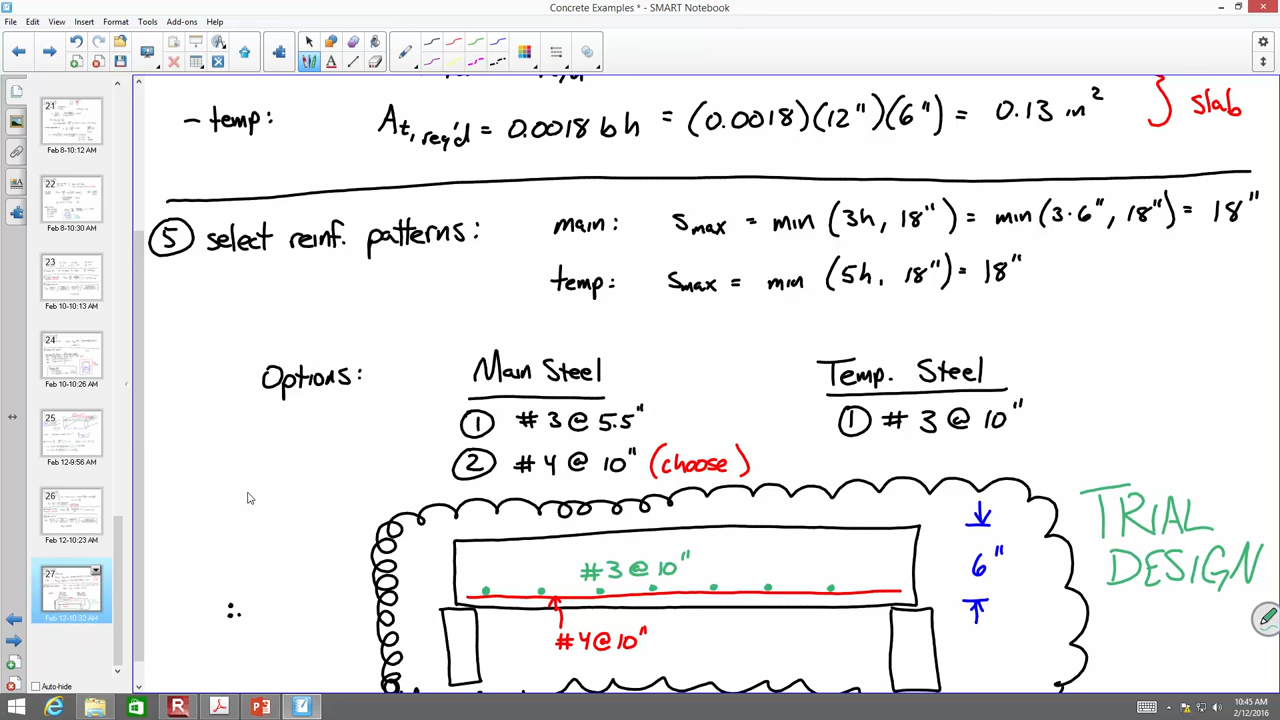 Concrete Examples * - SMART Notebook
File Edit View Insert Format Tools Add-ons Help
- temp: At, req'd = 0.0018 b h = (0.0018)(12")(6") = 0.13 in² } slab
⑤ select reinf. patterns: main: Smax = min (3h, 18") = min (3·6", 18") = 18"
temp: Smax = min (5h, 18") = 18"
Options: Main Steel Temp. Steel
① #3 @ 5.5" ① #3 @ 10"
② #4 @ 10" (choose)
TRIAL
DESIGN
#3 @ 10" 6"
∴
#4 @ 10"
21
Feb 8-10:12 AM
22
Feb 8-10:30 AM
23
Feb 10-10:13 AM
24
Feb 10-10:26 AM
25
Feb 12-9:56 AM
26
Feb 12-10:23 AM
27
Feb 12-10:32 AM
Auto-hide
10:45 AM
2/12/2016